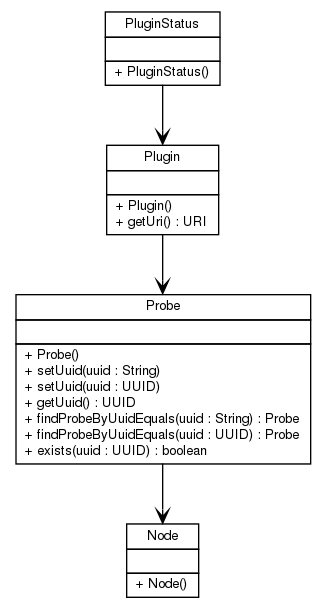 PluginStatus
+ PluginStatus()
Plugin
+ Plugin()
+ getUri() : URI
Probe
+ Probe()
+ setUuid(uuid : String)
+ setUuid(uuid : UUID)
+ getUuid() : UUID
+ findProbeByUuidEquals(uuid : String) : Probe
+ findProbeByUuidEquals(uuid : UUID) : Probe
+ exists(uuid : UUID) : boolean
Node
+ Node()